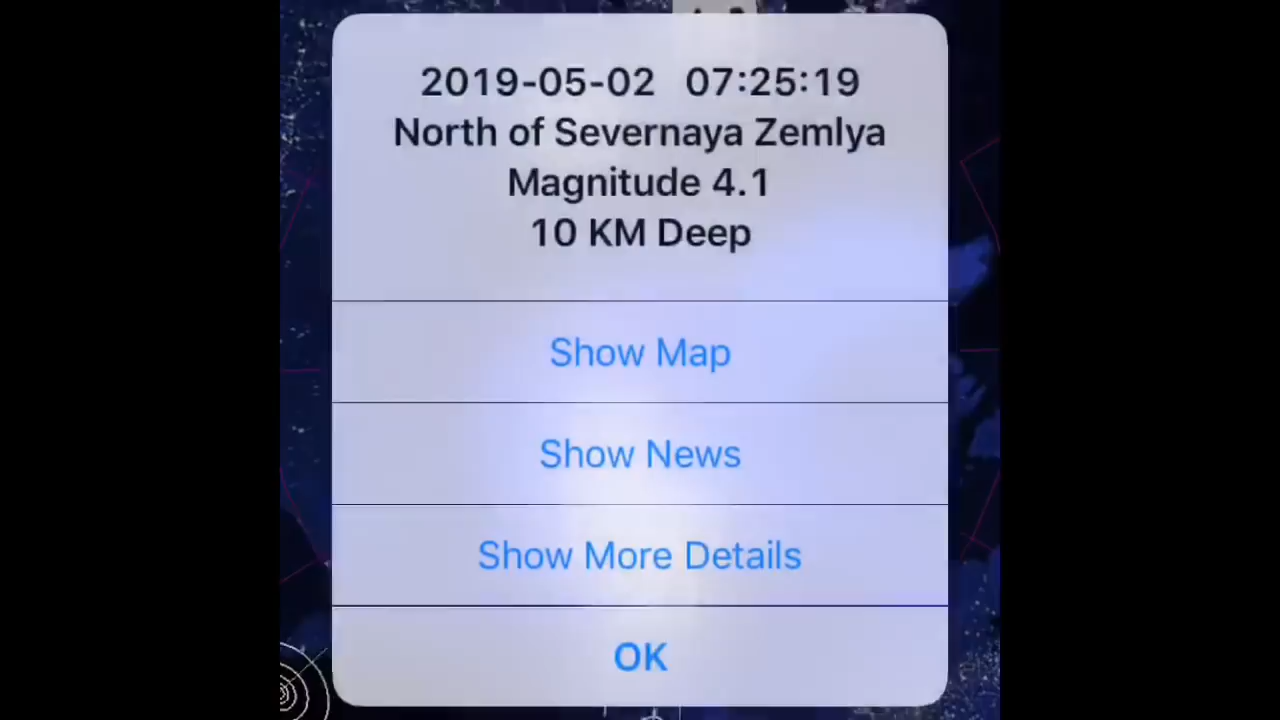 2019-05-02 07:25:19
North of Severnaya Zemlya
Magnitude 4.1
10 KM Deep
Show Map
Show News
Show More Details
OK